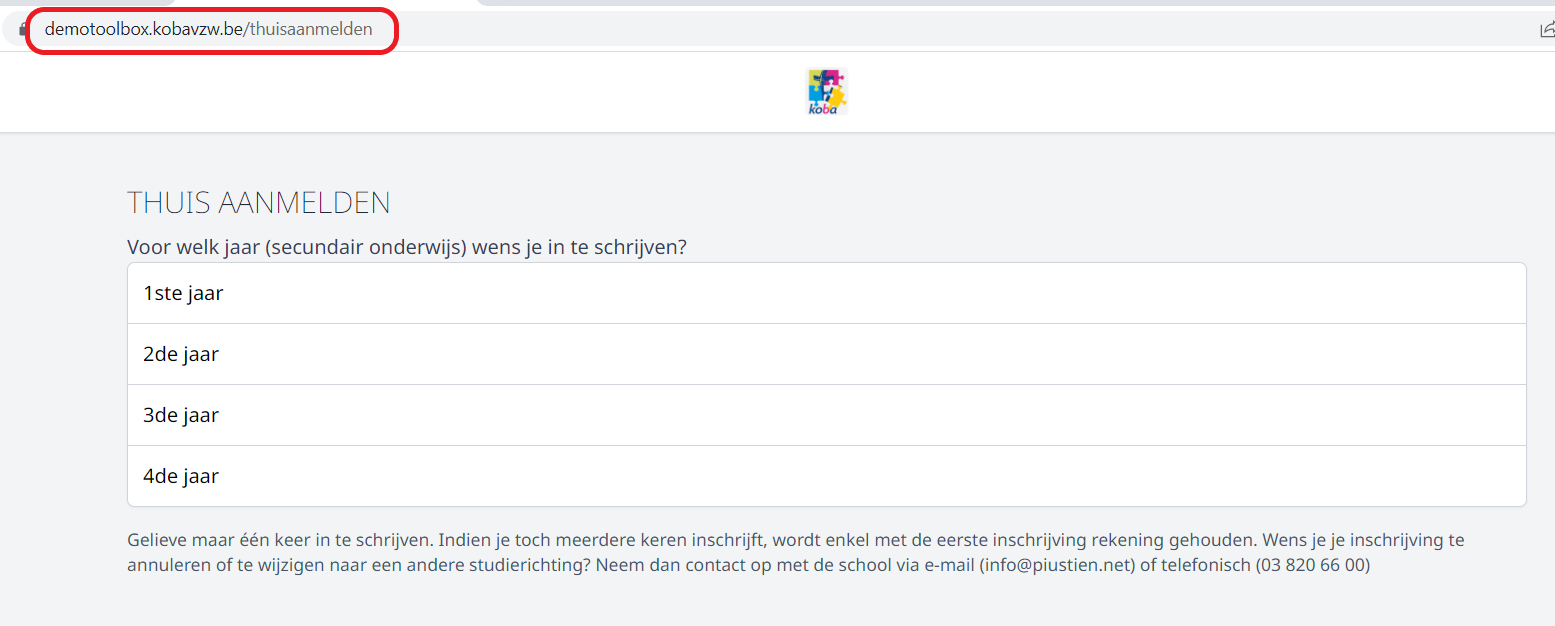 demotoolbox.kobavzw.be/thuisaanmelden
koba
THUIS AANMELDEN
Voor welk jaar (secundair onderwijs) wens je in te schrijven?
1ste jaar
2de jaar
3de jaar
4de jaar
Gelieve maar één keer in te schrijven. Indien je toch meerdere keren inschrijft, wordt enkel met de eerste inschrijving rekening gehouden. Wens je je inschrijving te
annuleren of te wijzigen naar een andere studierichting? Neem dan contact op met de school via e-mail (info@piustien.net) of telefonisch (03 820 66 00)